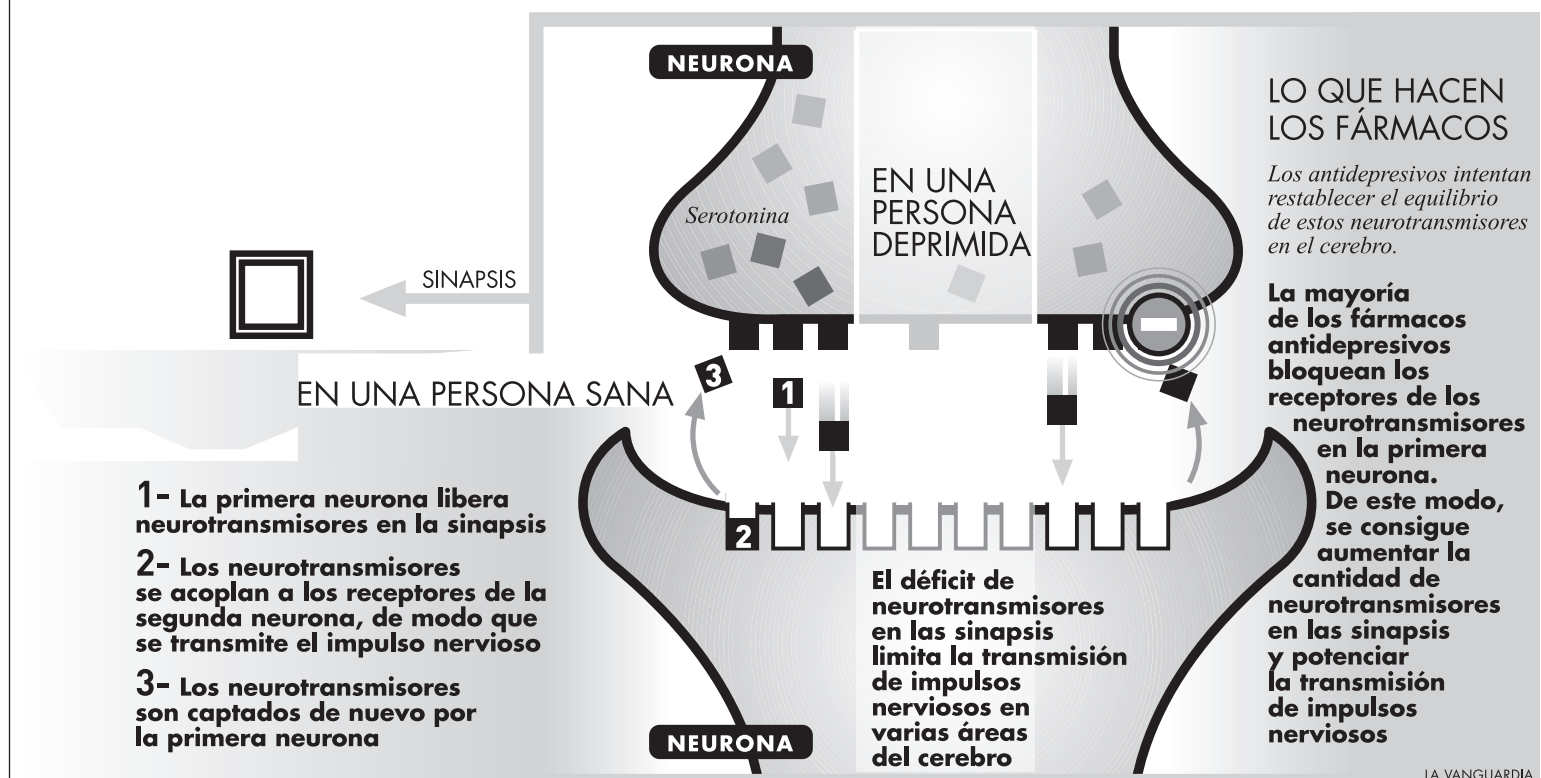 NEURONA
SINAPSIS
EN UNA PERSONA SANA
1- La primera neurona libera
neurotransmisores en la sinapsis
2- Los neurotransmisores
se acoplan a los receptores de la
segunda neurona, de modo que
se transmite el impulso nervioso
3- Los neurotransmisores
son captados de nuevo por
la primera neurona
Serotonina
3
1
2
EN UNA
PERSONA
DEPRIMIDA
El déficit de
neurotransmisores
en las sinapsis
limita la transmisión
de impulsos
nerviosos en
varias áreas
del cerebro
NEURONA
LO QUE HACEN
LOS FÁRMACOS
Los antidepresivos intentan
restablecer el equilibrio
de estos neurotransmisores
en el cerebro.
La mayoría
de los fármacos
antidepresivos
bloquean los
receptores de los
neurotransmisores
en la primera
neurona.
De este modo,
se consigue
aumentar la
cantidad de
neurotransmisores
en las sinapsis
y potenciar
la transmisión
de impulsos
nerviosos
LA VANGUARDIA